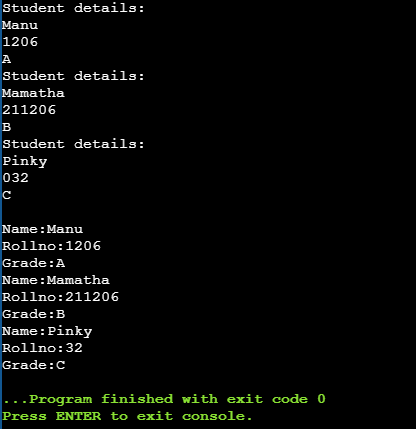 Student details:
Manu
1206
A
Student details:
Mamatha
211206
B
Student details:
Pinky
032
C
Name:Manu
Rollno:1206
Grade:A
Name:Mamatha
Rollno:211206
Grade:B
Name:Pinky
Rollno:32
Grade:C
...Program finished with exit code 0
Press ENTER to exit console.